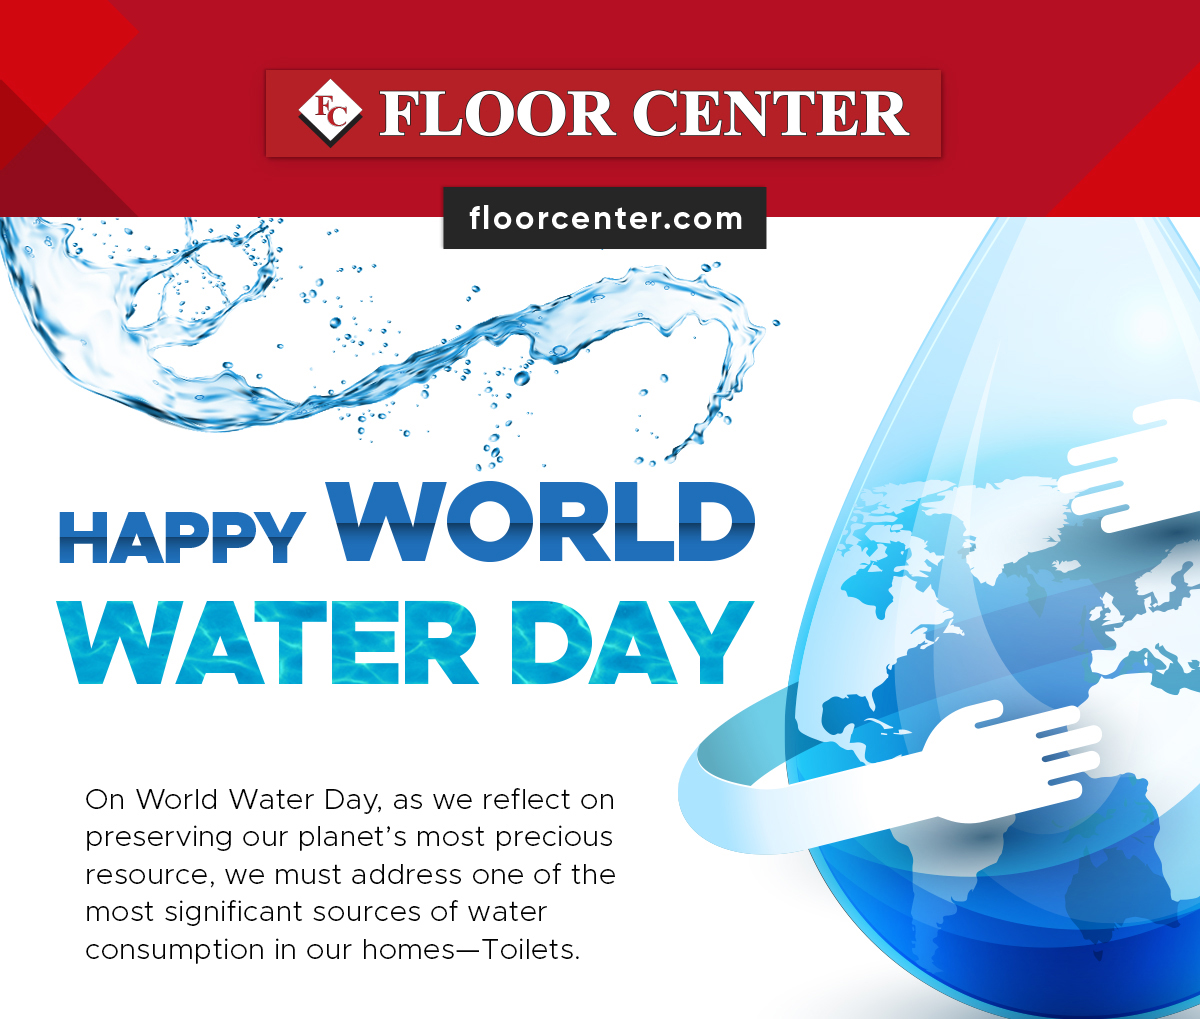 FC FLOOR CENTER
floorcenter.com
HAPPY WORLD
WATER DAY
On World Water Day, as we reflect on
preserving our planet’s most precious
resource, we must address one of the
most significant sources of water
consumption in our homes—Toilets.